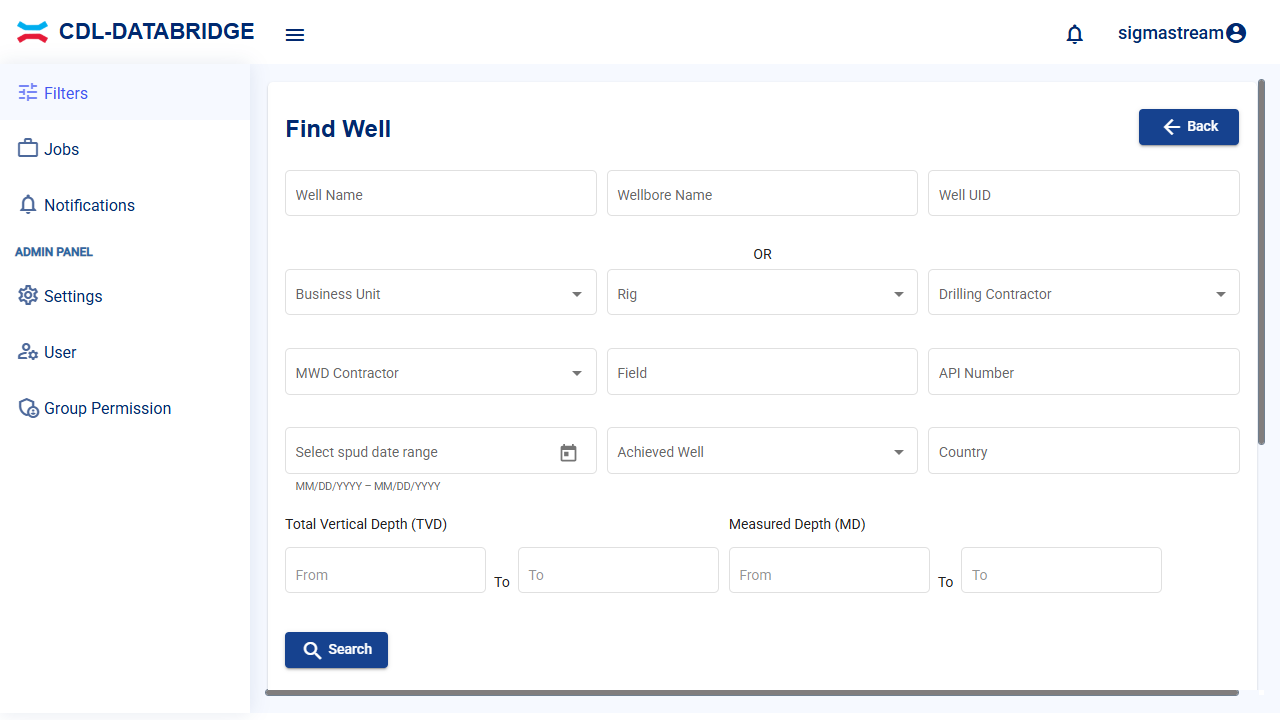 CDL-DATABRIDGE
sigmastream
Filters
Jobs
Notifications
ADMIN PANEL
Settings
User
Group Permission
Find Well
Back
Well Name
Wellbore Name
Well UID
OR
Business Unit
Rig
Drilling Contractor
MWD Contractor
Field
API Number
Select spud date range
Achieved Well
Country
MM/DD/YYYY – MM/DD/YYYY
Total Vertical Depth (TVD)
Measured Depth (MD)
From
To
To
From
To
To
Search